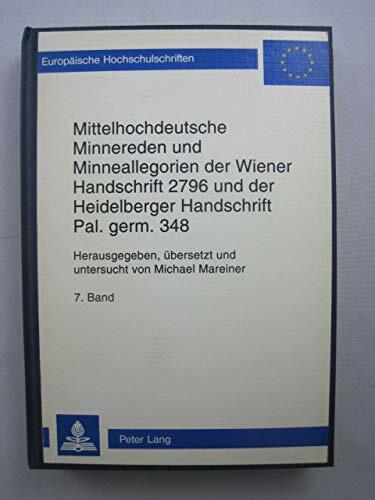 Europäische Hochschulschriften
Mittelhochdeutsche
Minnereden und
Minneallegorien der Wiener
Handschrift 2796 und der
Heidelberger Handschrift
Pal. germ. 348
Herausgegeben, übersetzt und
untersucht von Michael Mareiner
7. Band
Peter Lang